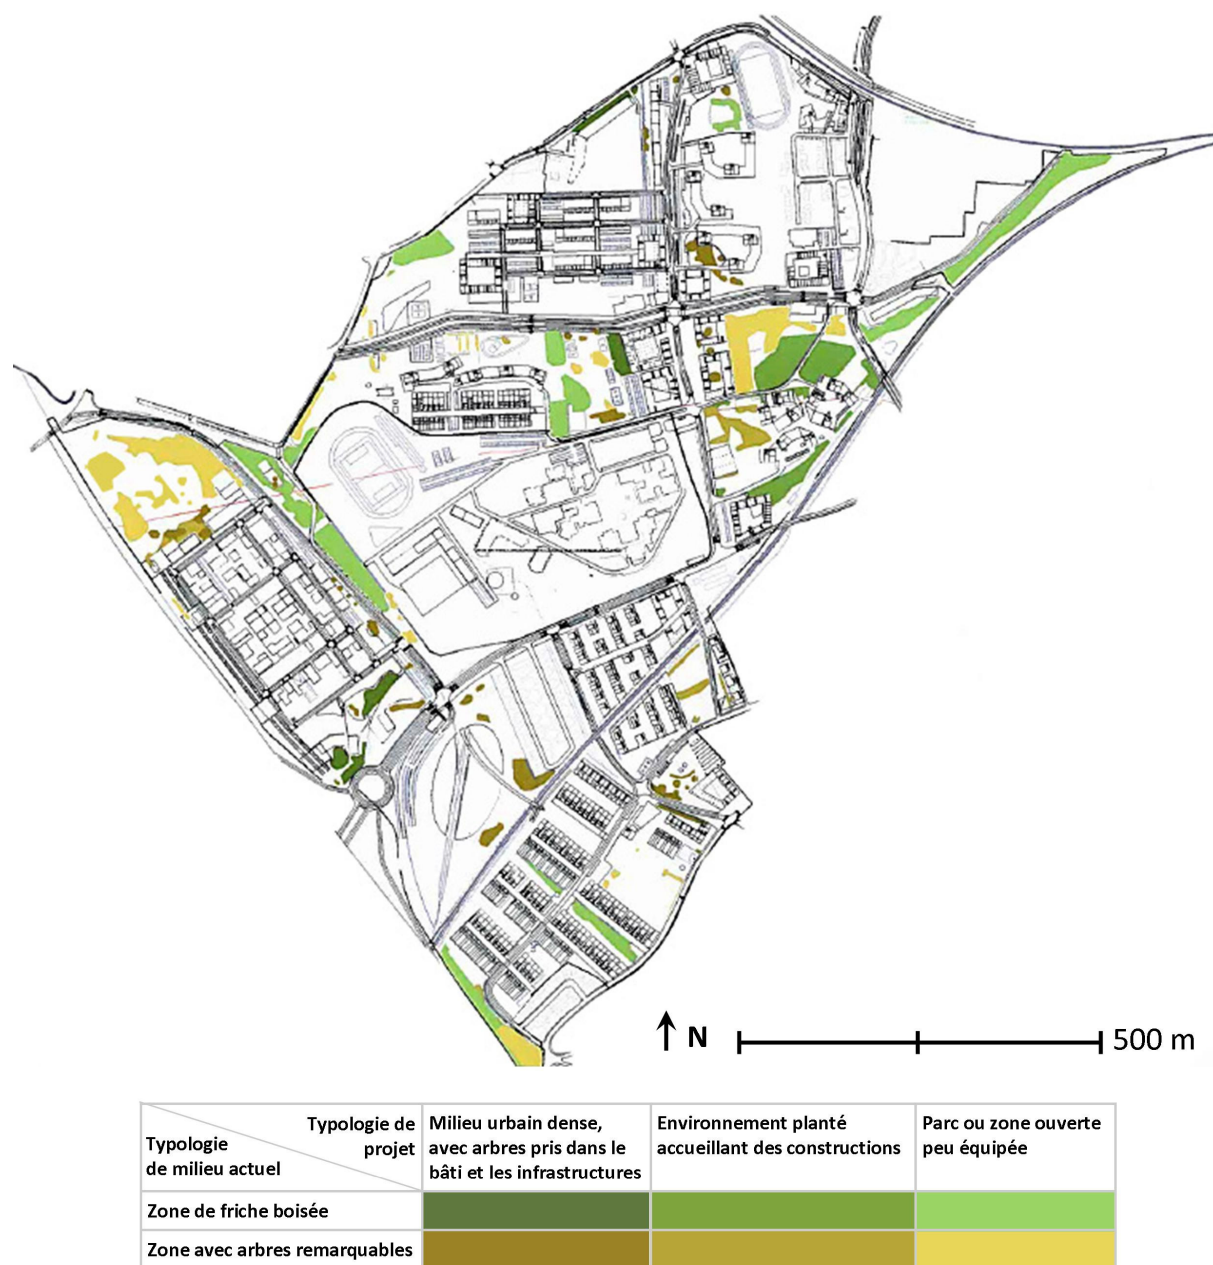 N
500 m
Typologie de
projet
Typologie
de milieu actuel
Milieu urbain dense,
avec arbres pris dans le
bâti et les infrastructures
Environnement planté
accueillant des constructions
Parc ou zone ouverte
peu équipée
Zone de friche boisée
Zone avec arbres remarquables